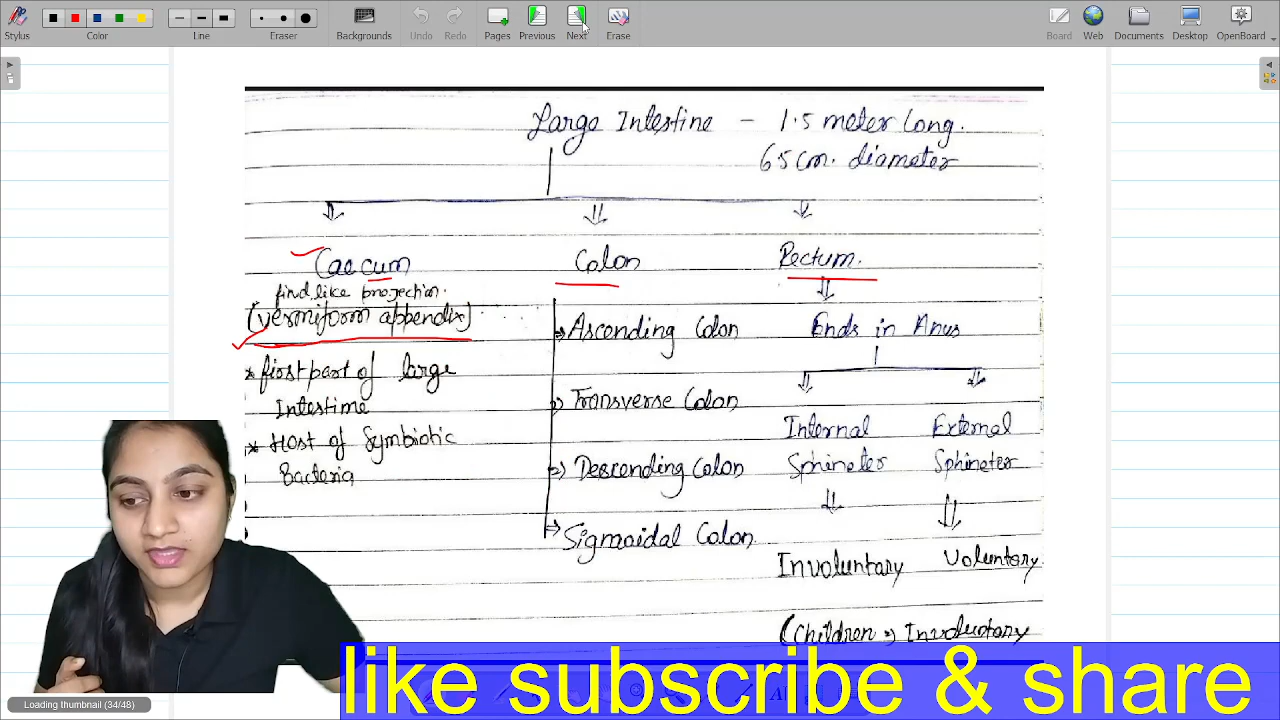 Stylus Color Line Eraser Backgrounds Undo Redo Pages Previous Next Erase Board Web Documents Desktop OpenBoard
Large Intestine - 1.5 meter long.
6.5 cm. diameter
Caecum Colon Rectum.
find like projection.
(vermiform appendix)
* first part of large
Intestine
* Host of Symbiotic
Bacteria
Ascending Colon
Transverse Colon
Descending Colon
Sigmoidal Colon
Ends in Anus
Internal External
Sphincter Sphincter
Involuntary Voluntary
(Children → Involuntary
like subscribe & share
Loading thumbnail (34/48)